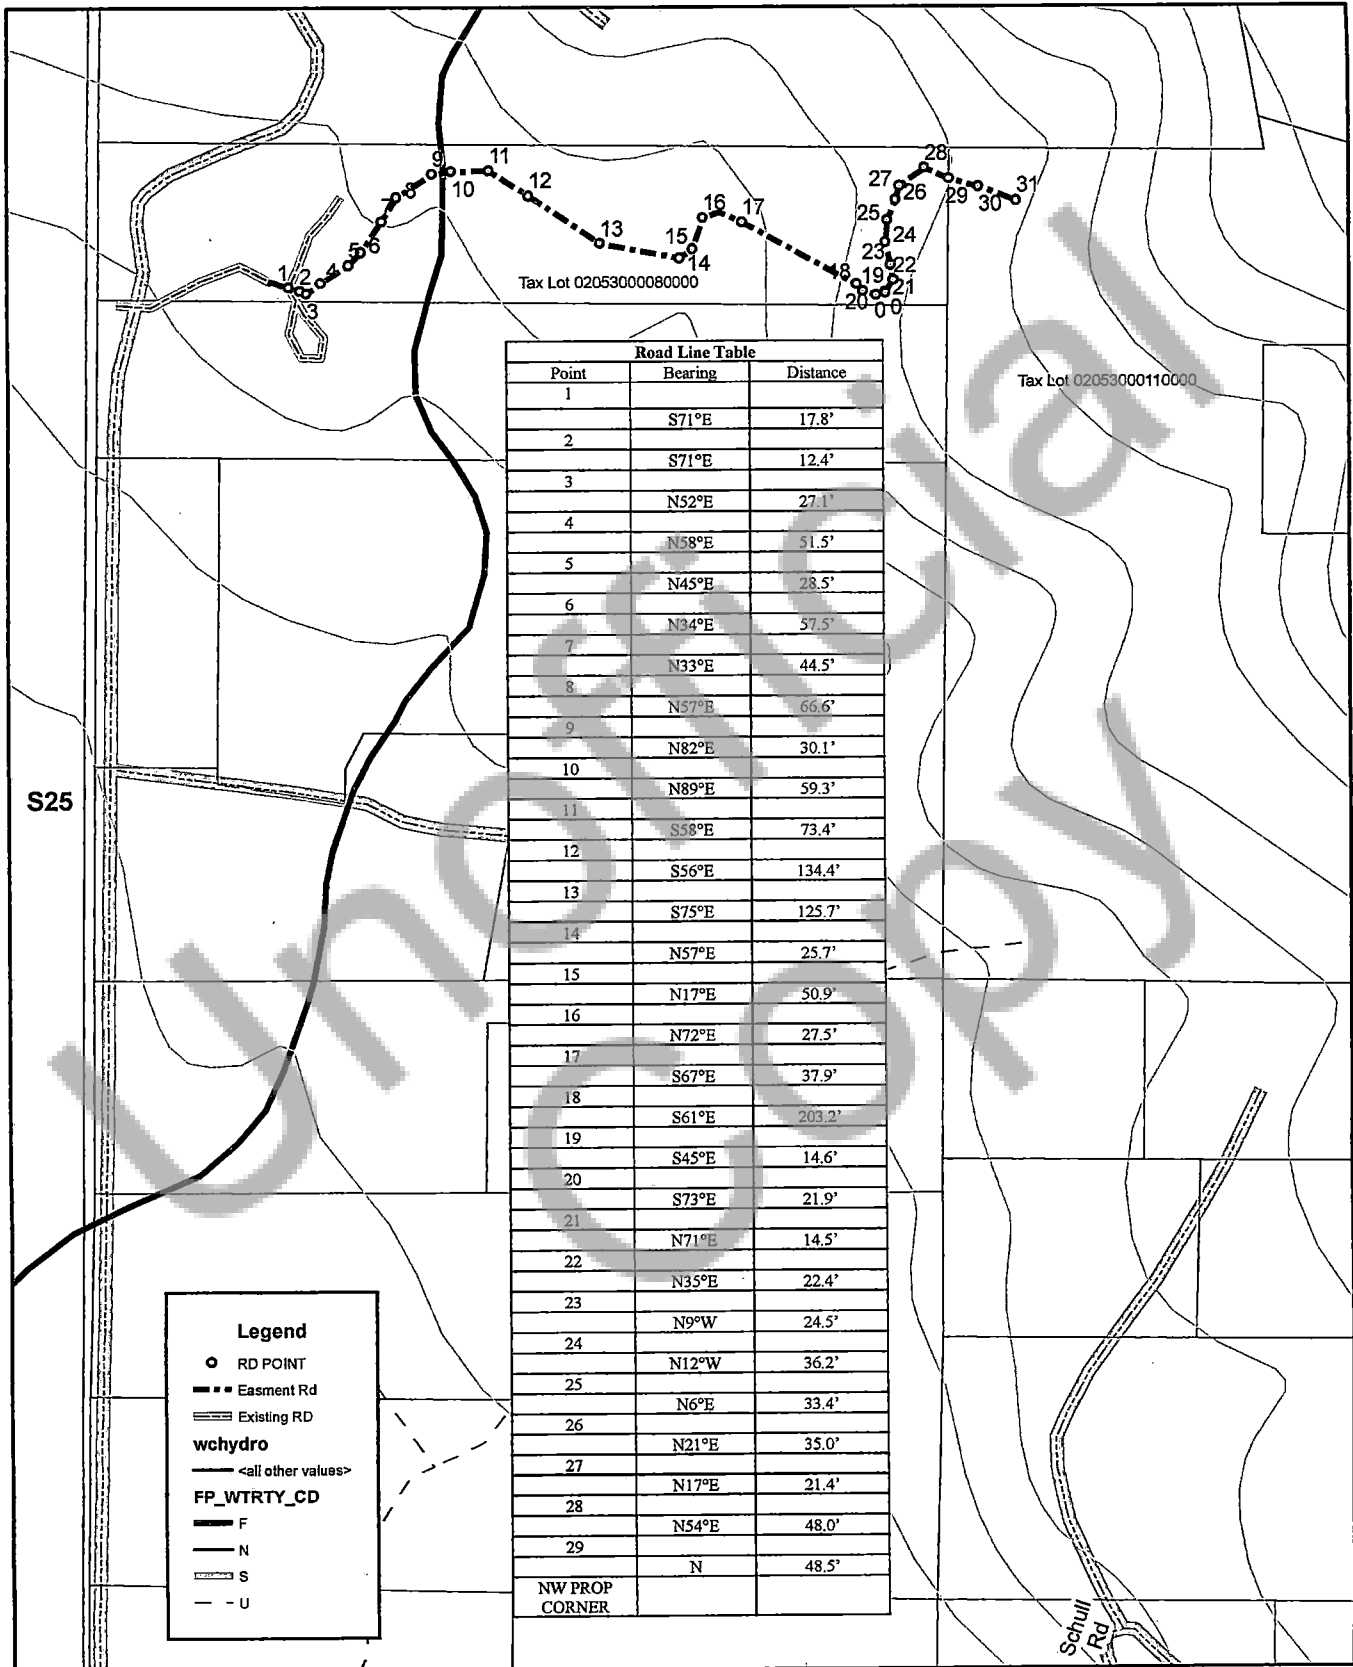 28
9
11
27
26
31
10
12
29
30
7
8
16
17
25
13
24
5
6
15
23
1
2
4
14
18
19
22
3
Tax Lot 02053000080000
20
21
0
0
Road Line Table
Point Bearing Distance
1
S71°E 17.8'
2
S71°E 12.4'
3
N52°E 27.1'
4
N58°E 51.5'
5
N45°E 28.5'
6
N34°E 57.5'
7
N33°E 44.5'
8
N57°E 66.6'
9
N82°E 30.1'
10
N89°E 59.3'
11
S58°E 73.4'
12
S56°E 134.4'
13
S75°E 125.7'
14
N57°E 25.7'
15
N17°E 50.9'
16
N72°E 27.5'
17
S67°E 37.9'
18
S61°E 203.2'
19
S45°E 14.6'
20
S73°E 21.9'
21
N71°E 14.5'
22
N35°E 22.4'
23
N9°W 24.5'
24
N12°W 36.2'
25
N6°E 33.4'
26
N21°E 35.0'
27
N17°E 21.4'
28
N54°E 48.0'
29
N 48.5'
NW PROP
CORNER
Tax Lot 02053000110000
S25
Unofficial
Copy
Legend
RD POINT
Easment Rd
Existing RD
wchydro
<all other values>
FP_WTRTY_CD
F
N
S
U
Schull
Rd